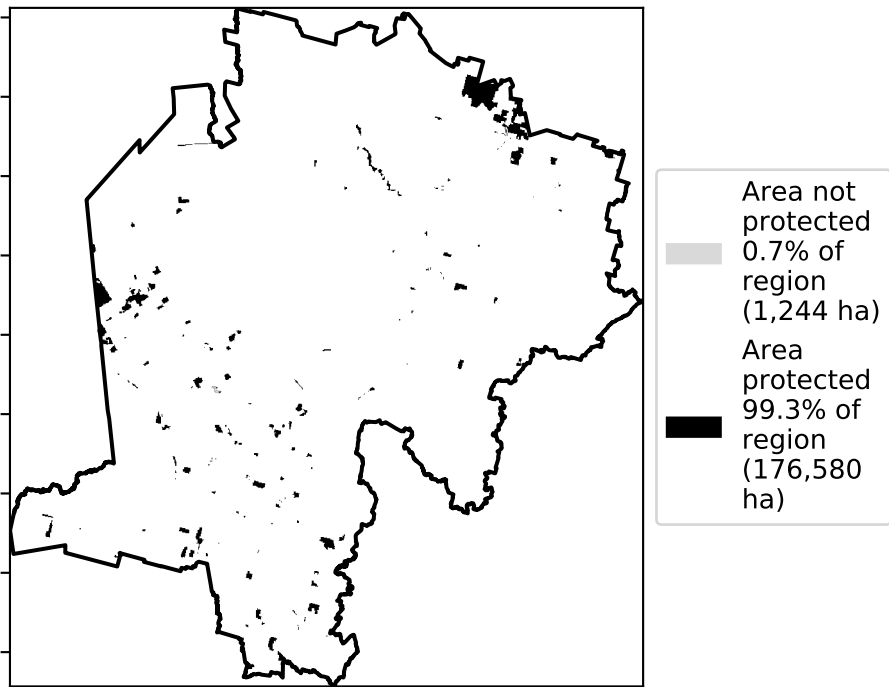 Area not
protected
0.7% of
region
(1,244 ha)
Area
protected
99.3% of
region
(176,580
ha)